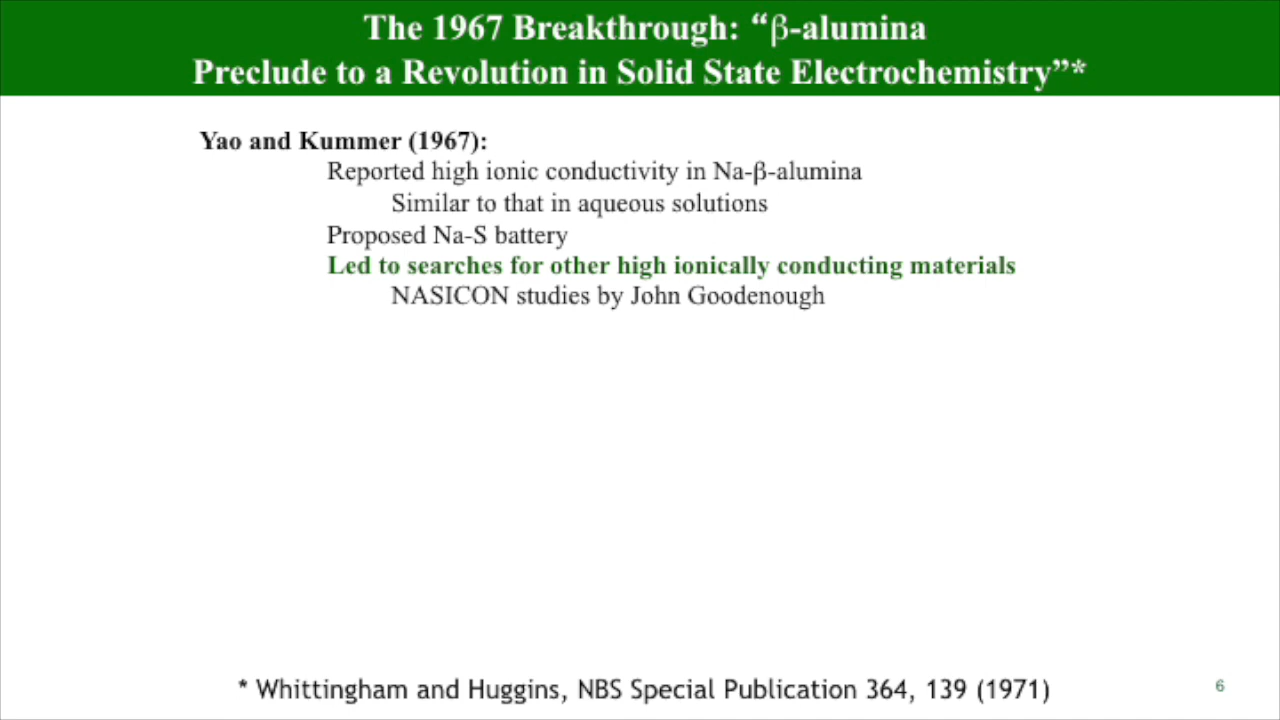 The 1967 Breakthrough: “β-alumina
Preclude to a Revolution in Solid State Electrochemistry”*
Yao and Kummer (1967):
Reported high ionic conductivity in Na-β-alumina
Similar to that in aqueous solutions
Proposed Na-S battery
Led to searches for other high ionically conducting materials
NASICON studies by John Goodenough
* Whittingham and Huggins, NBS Special Publication 364, 139 (1971)
6